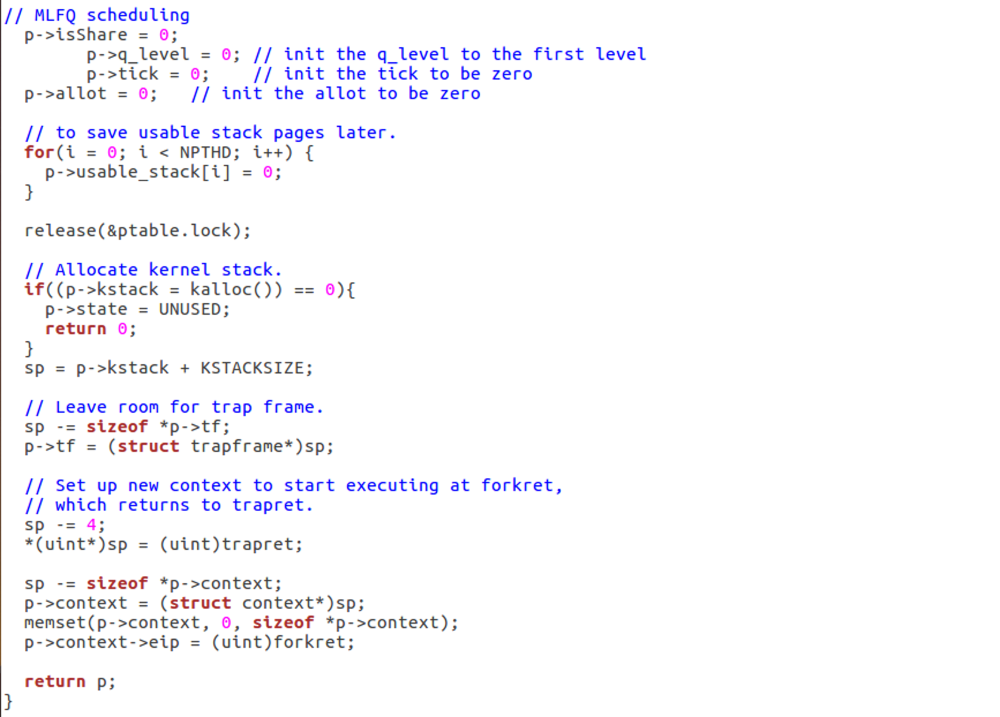 // MLFQ scheduling
  p->isShare = 0;
        p->q_level = 0; // init the q_level to the first level
        p->tick = 0;    // init the tick to be zero
  p->allot = 0;   // init the allot to be zero

  // to save usable stack pages later.
  for(i = 0; i < NPTHD; i++) {
    p->usable_stack[i] = 0;
  }

  release(&ptable.lock);

  // Allocate kernel stack.
  if((p->kstack = kalloc()) == 0){
    p->state = UNUSED;
    return 0;
  }
  sp = p->kstack + KSTACKSIZE;

  // Leave room for trap frame.
  sp -= sizeof *p->tf;
  p->tf = (struct trapframe*)sp;

  // Set up new context to start executing at forkret,
  // which returns to trapret.
  sp -= 4;
  *(uint*)sp = (uint)trapret;

  sp -= sizeof *p->context;
  p->context = (struct context*)sp;
  memset(p->context, 0, sizeof *p->context);
  p->context->eip = (uint)forkret;

  return p;
}